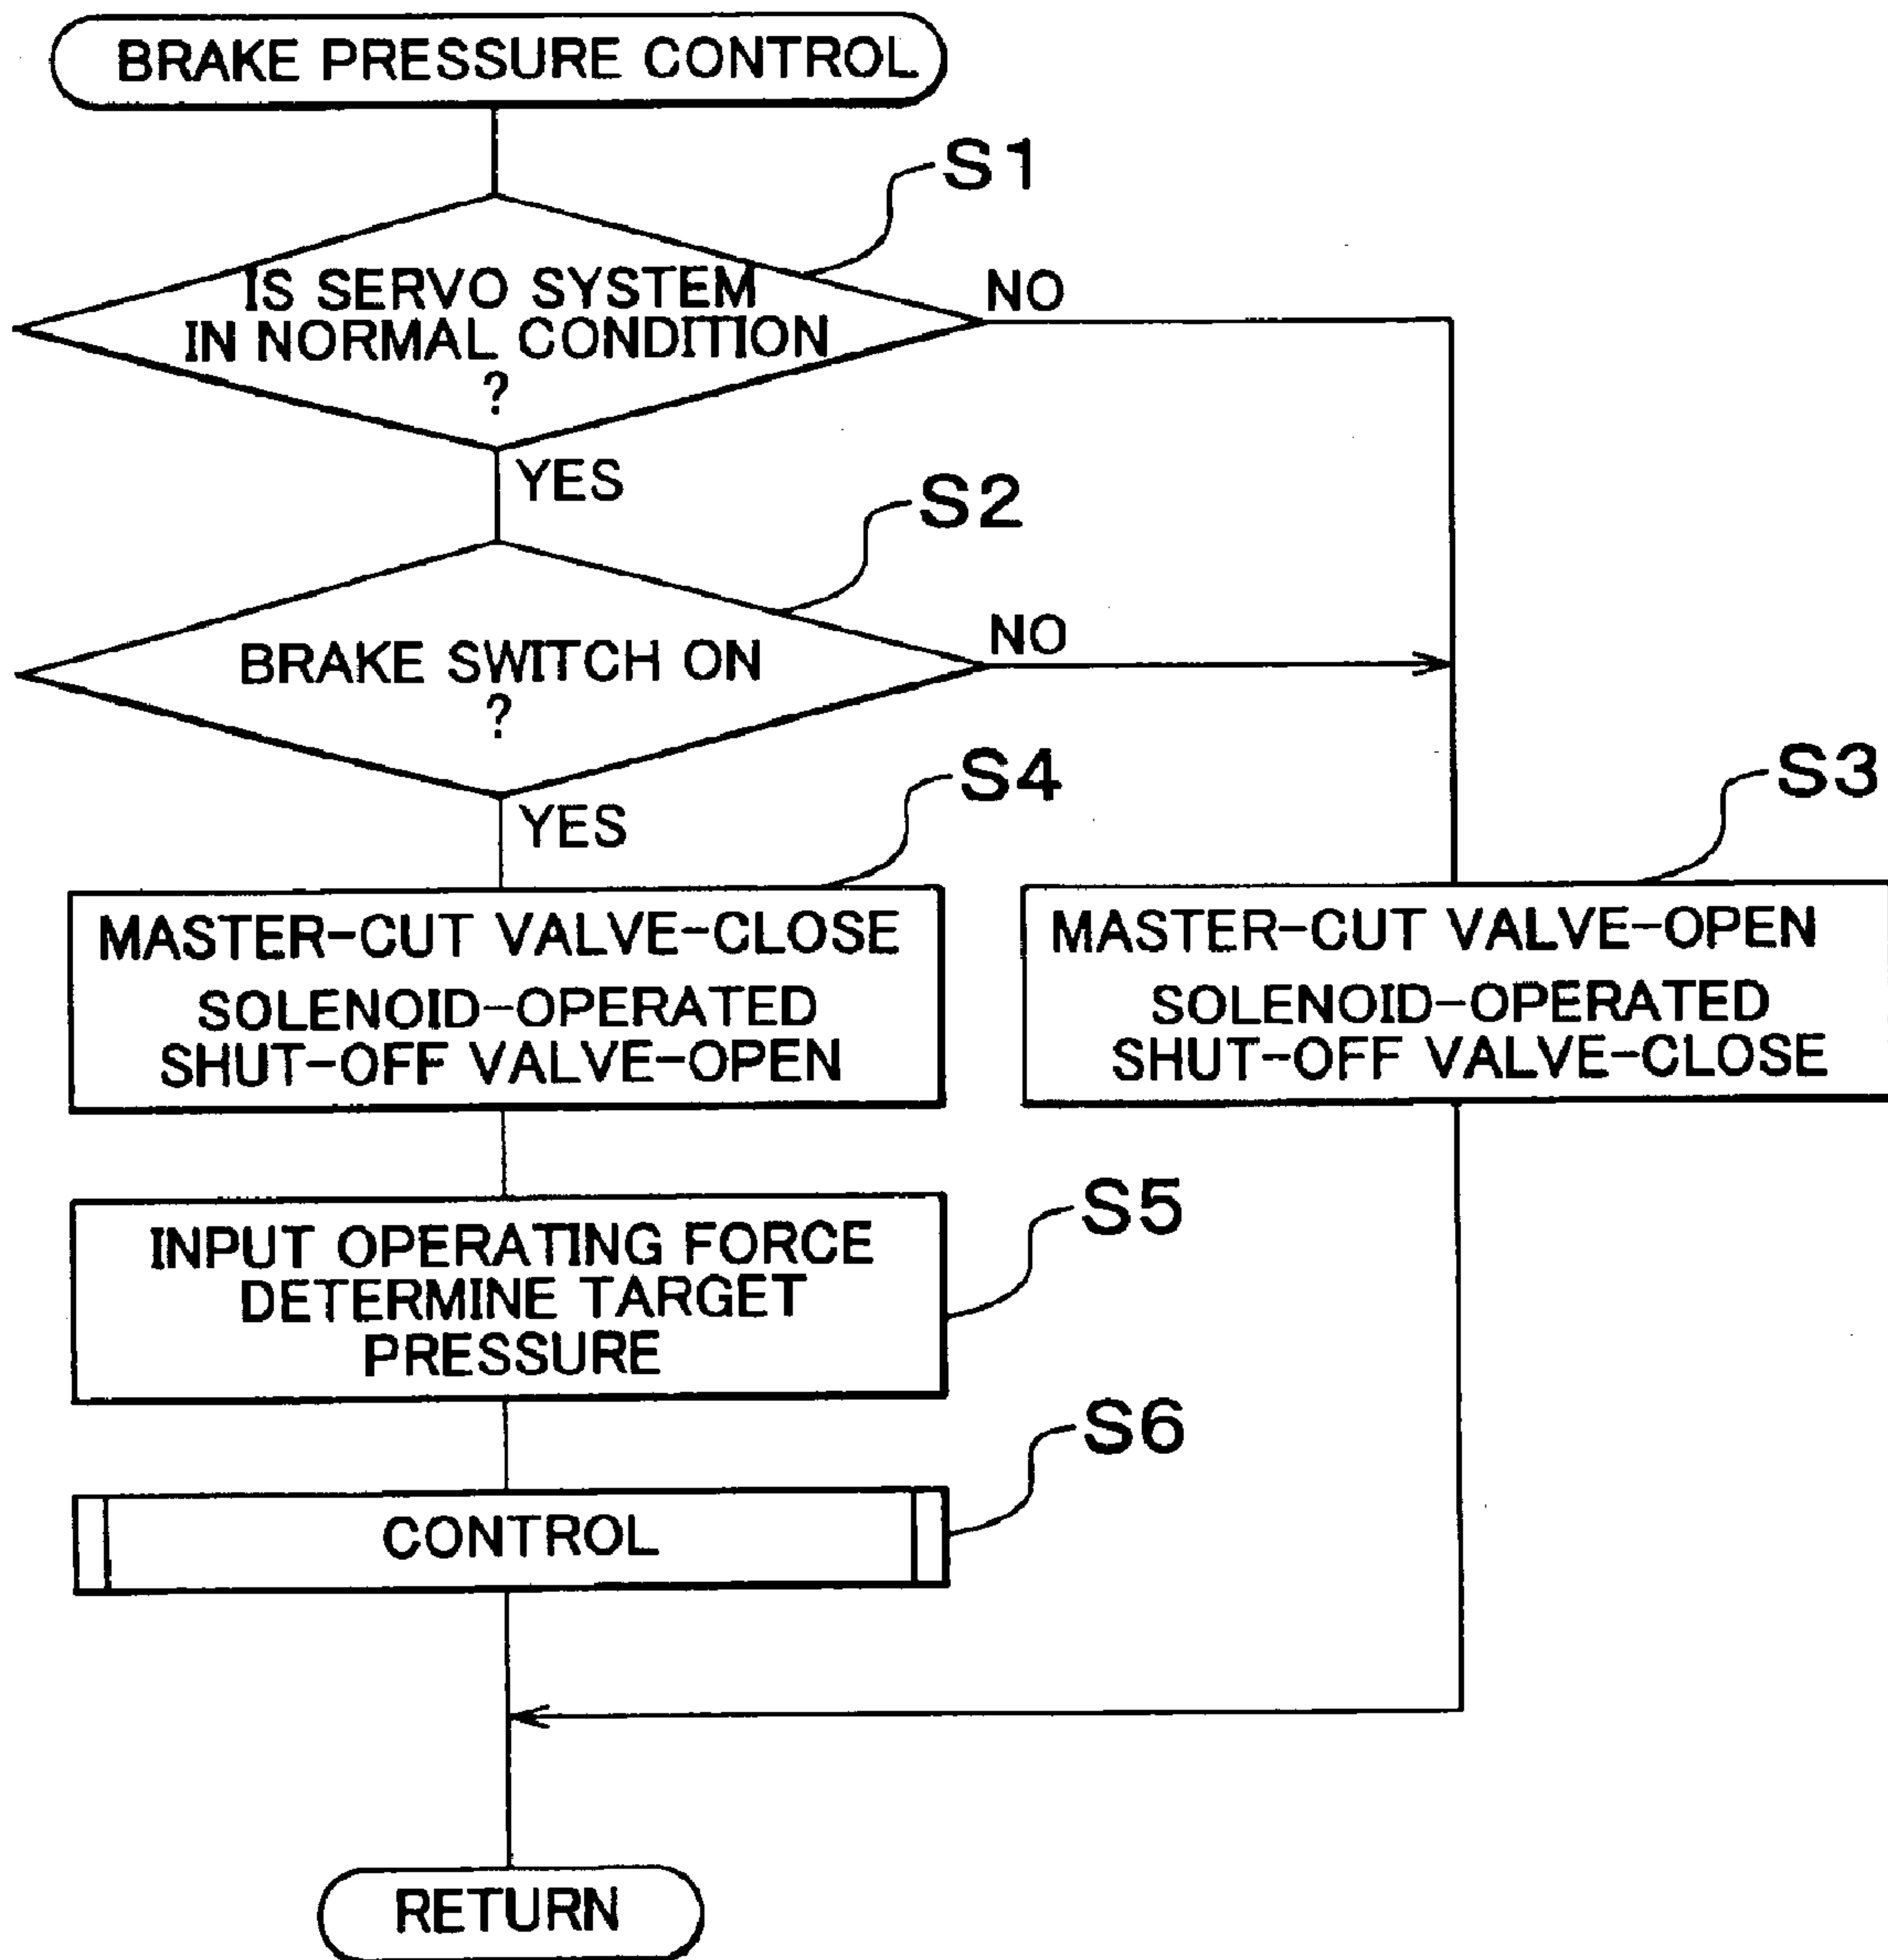 BRAKE PRESSURE CONTROL
S1
IS SERVO SYSTEM
IN NORMAL CONDITION
?
NO
YES
S2
BRAKE SWITCH ON
?
NO
YES
S4
MASTER-CUT VALVE-CLOSE
SOLENOID-OPERATED
SHUT-OFF VALVE-OPEN
S3
MASTER-CUT VALVE-OPEN
SOLENOID-OPERATED
SHUT-OFF VALVE-CLOSE
S5
INPUT OPERATING FORCE
DETERMINE TARGET
PRESSURE
S6
CONTROL
RETURN